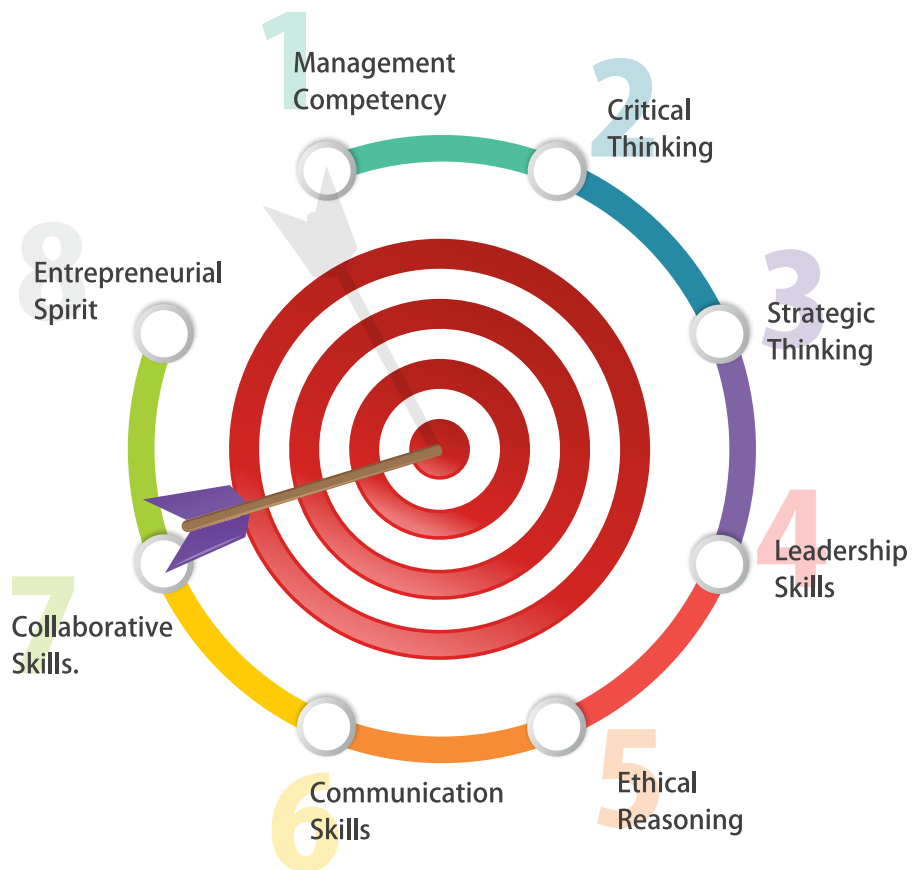 1
Management
Competency
2
Critical
Thinking
3
Strategic
Thinking
4
Leadership
Skills
5
Ethical
Reasoning
6
Communication
Skills
7
Collaborative
Skills.
8
Entrepreneurial
Spirit